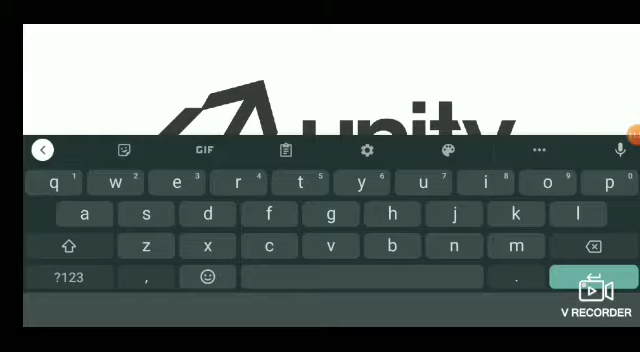 unity
GIF
q 1 w 2 e 3 r 4 t 5 y 6 u 7 i 8 o 9 p 0
a s d f g h j k l
z x c v b n m
?123 , .
V RECORDER